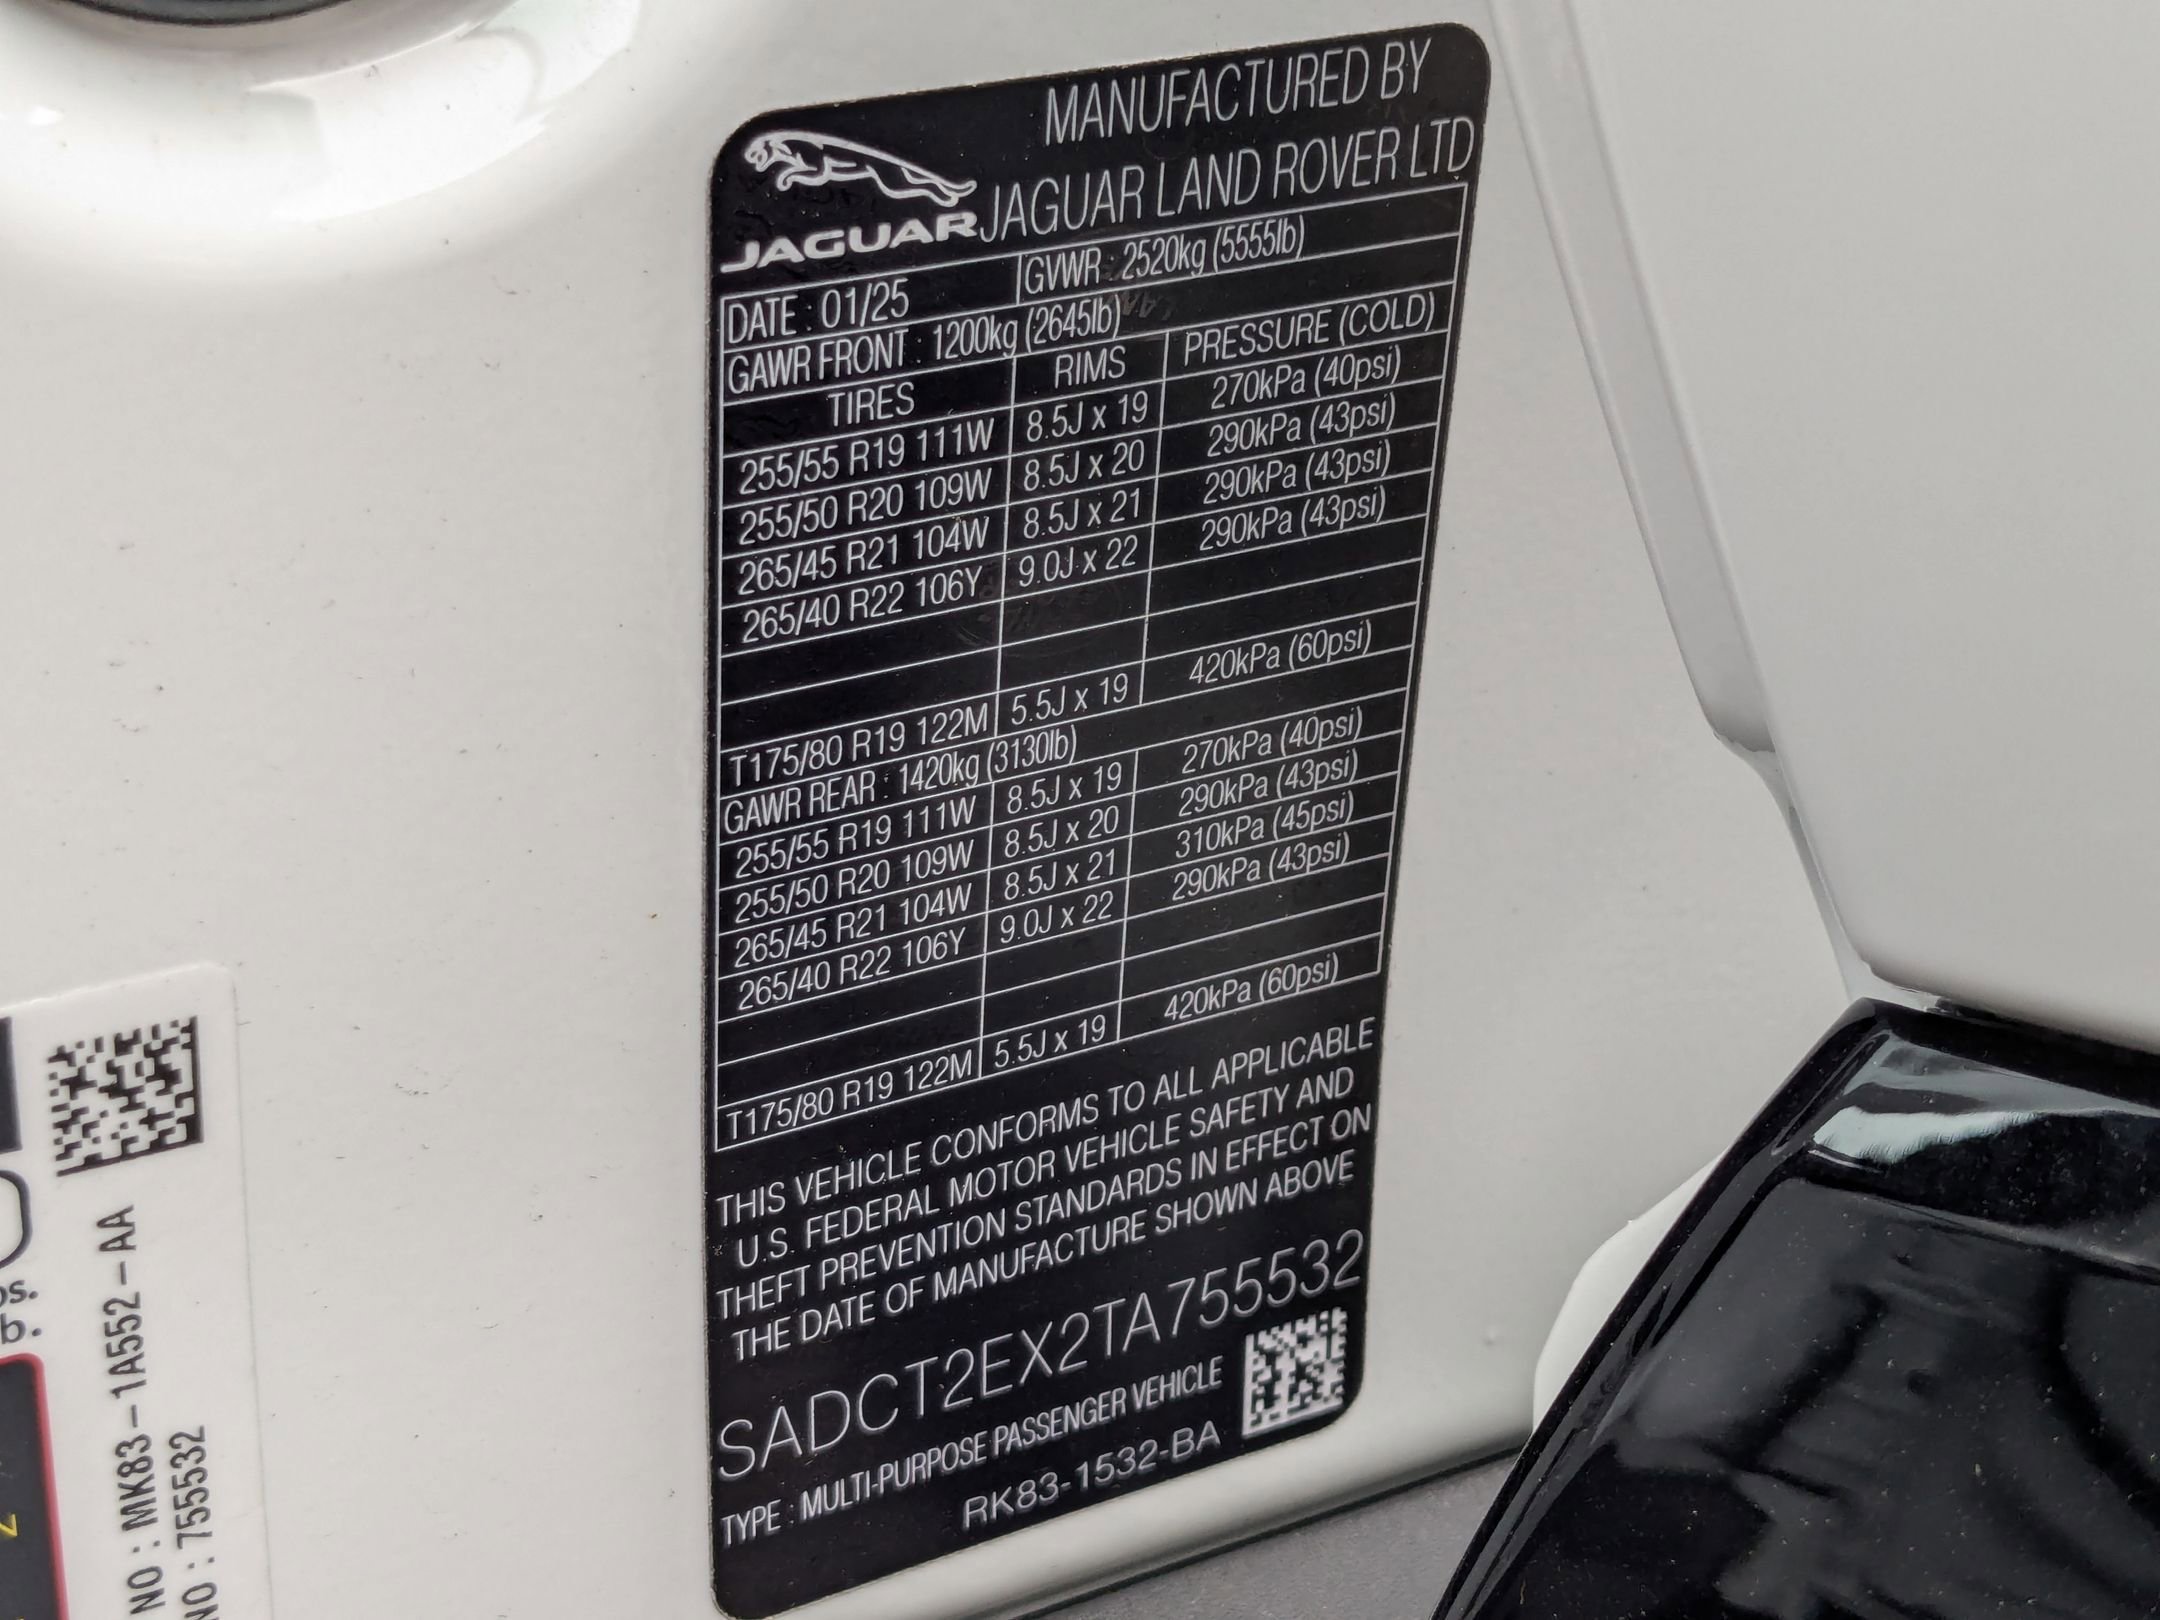 MANUFACTURED BY
JAGUAR JAGUAR LAND ROVER LTD
DATE : 01/25 GVWR : 2520kg (5555lb)
GAWR FRONT : 1200kg (2645lb)
TIRES RIMS PRESSURE (COLD)
255/55 R19 111W 8.5J x 19 270kPa (40psi)
255/50 R20 109W 8.5J x 20 290kPa (43psi)
265/45 R21 104W 8.5J x 21 290kPa (43psi)
265/40 R22 106Y 9.0J x 22 290kPa (43psi)
T175/80 R19 122M 5.5J x 19 420kPa (60psi)
GAWR REAR : 1420kg (3130lb)
255/55 R19 111W 8.5J x 19 270kPa (40psi)
255/50 R20 109W 8.5J x 20 290kPa (43psi)
265/45 R21 104W 8.5J x 21 310kPa (45psi)
265/40 R22 106Y 9.0J x 22 290kPa (43psi)
T175/80 R19 122M 5.5J x 19 420kPa (60psi)
THIS VEHICLE CONFORMS TO ALL APPLICABLE
U.S. FEDERAL MOTOR VEHICLE SAFETY AND
THEFT PREVENTION STANDARDS IN EFFECT ON
THE DATE OF MANUFACTURE SHOWN ABOVE
SADCT2EX2TA755532
TYPE : MULTI-PURPOSE PASSENGER VEHICLE
RK83-1532-BA
NO : MK83-1A552-AA
NO : 755532